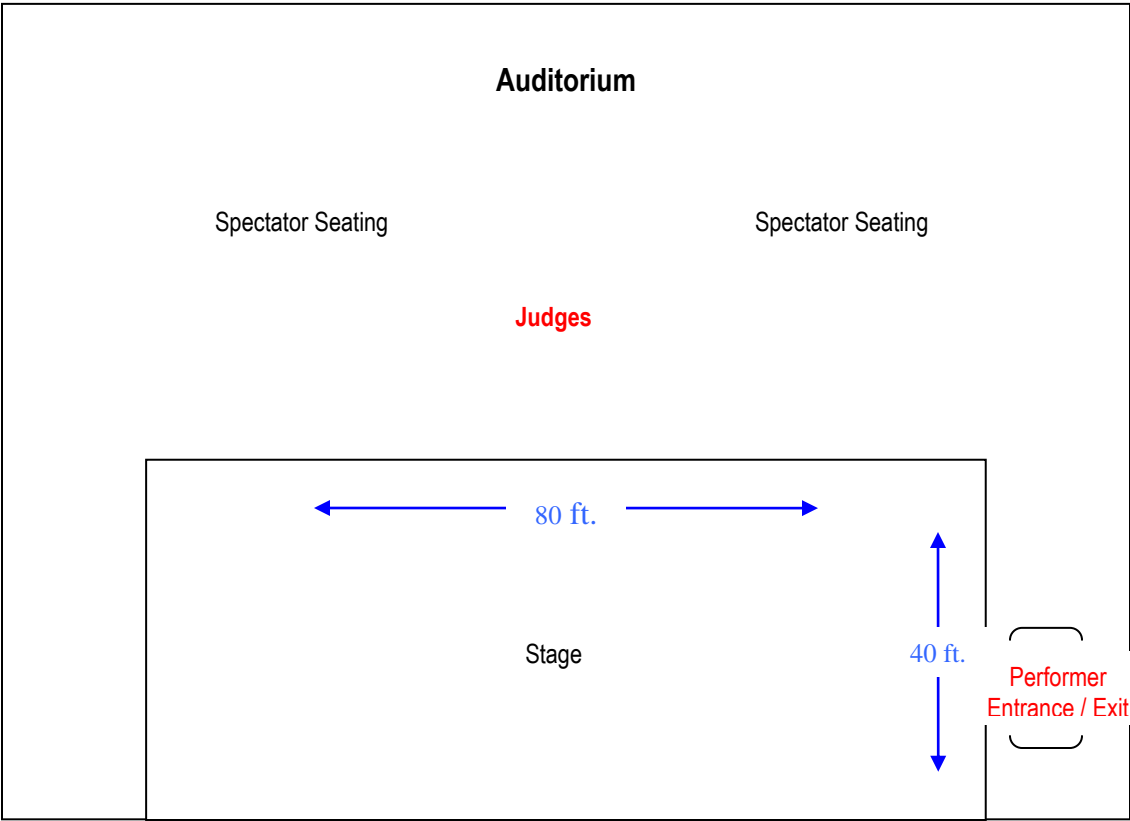 Auditorium
Spectator Seating
Spectator Seating
Judges
80 ft.
Stage
40 ft.
Performer
Entrance / Exit